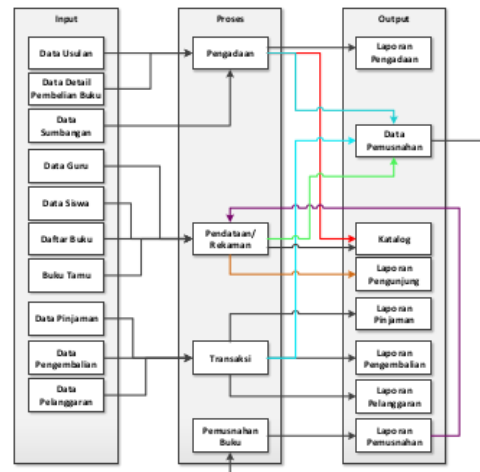 Input
Data Usulan
Data Detail
Pembelian Buku
Data
Sumbangan
Data Guru
Data Siswa
Daftar Buku
Buku Tamu
Data Pinjaman
Data
Pengembalian
Data
Pelanggaran
Proses
Pengadaan
Pendataan/
Rekaman
Transaksi
Pemusnahan
Buku
Output
Laporan
Pengadaan
Data
Pemusnahan
Katalog
Laporan
Pengunjung
Laporan
Pinjaman
Laporan
Pengembalian
Laporan
Pelanggaran
Laporan
Pemusnahan